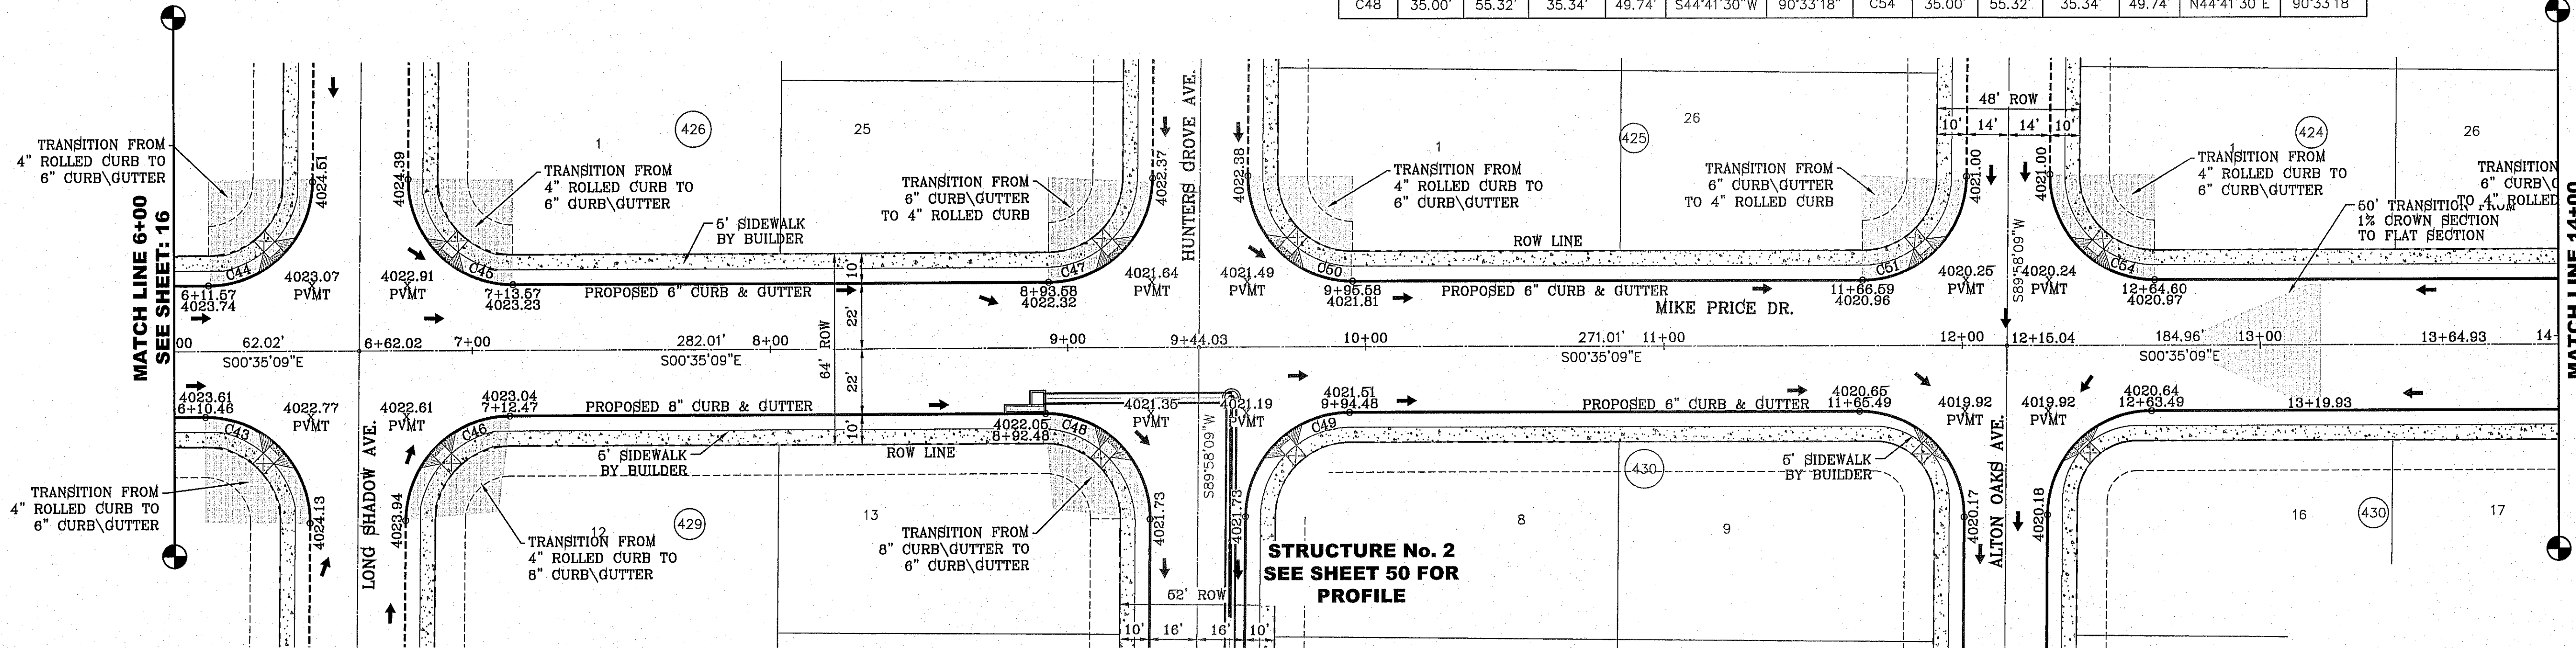 C48 35.00' 55.32' 35.34' 49.74' S44°41'30"W 90°33'18" C54 35.00' 55.32' 35.34' 49.74' N44°41'30"E 90°33'18"
MATCH LINE 6+00
SEE SHEET: 16
TRANSITION FROM
4" ROLLED CURB TO
6" CURB\GUTTER
4024.51
C44
4023.07
PVMT
6+11.57
4023.74
4024.39
4022.91
PVMT
C45
7+13.57
4023.23
1
426
25
TRANSITION FROM
4" ROLLED CURB TO
6" CURB\GUTTER
5' SIDEWALK
BY BUILDER
TRANSITION FROM
6" CURB\GUTTER
TO 4" ROLLED CURB
PROPOSED 6" CURB & GUTTER
10'
22'
64' ROW
22'
10'
C47
8+93.58
4022.32
4022.37
4021.64
PVMT
HUNTERS GROVE AVE.
4022.38
4021.49
PVMT
C50
9+95.58
4021.81
1
425
26
TRANSITION FROM
4" ROLLED CURB TO
6" CURB\GUTTER
ROW LINE
TRANSITION FROM
6" CURB\GUTTER
TO 4" ROLLED CURB
PROPOSED 6" CURB & GUTTER
MIKE PRICE DR.
C51
11+66.59
4020.96
48' ROW
10' 14' 14' 10'
4021.00
4021.00
4020.25
PVMT
4020.24
PVMT
S89°58'09"W
C54
12+64.60
4020.97
1
424
26
TRANSITION FROM
4" ROLLED CURB TO
6" CURB\GUTTER
TRANSITION
6" CURB\G
TO 4" ROLLED
50' TRANSITION FROM
1% CROWN SECTION
TO FLAT SECTION
MATCH LINE 14+00
00 62.02' 6+62.02 7+00 282.01' 8+00 9+00 9+44.03 10+00 271.01' 11+00 12+00 12+15.04 184.96' 13+00 13+64.93 14
S00°35'09"E S00°35'09"E S00°35'09"E S00°35'09"E
4023.61
6+10.46
C43
4022.77
PVMT
4022.61
PVMT
4023.04
7+12.47
C46
PROPOSED 8" CURB & GUTTER
5' SIDEWALK
BY BUILDER
ROW LINE
4022.05
8+92.48
C48
4021.35
PVMT
4021.19
PVMT
4021.51
9+94.48
C49
PROPOSED 6" CURB & GUTTER
4020.65
11+65.49
4019.92
PVMT
4019.92
PVMT
4020.64
12+63.49
13+19.93
TRANSITION FROM
4" ROLLED CURB TO
6" CURB\GUTTER
4024.13
LONG SHADOW AVE.
4023.94
12
429
13
TRANSITION FROM
4" ROLLED CURB TO
8" CURB\GUTTER
TRANSITION FROM
8" CURB\GUTTER TO
6" CURB\GUTTER
4021.73
S89°58'09"W
4021.73
52' ROW
10' 16' 16' 10'
STRUCTURE No. 2
SEE SHEET 50 FOR
PROFILE
8
430
9
5' SIDEWALK
BY BUILDER
4020.17
ALTON OAKS AVE.
4020.18
16
430
17